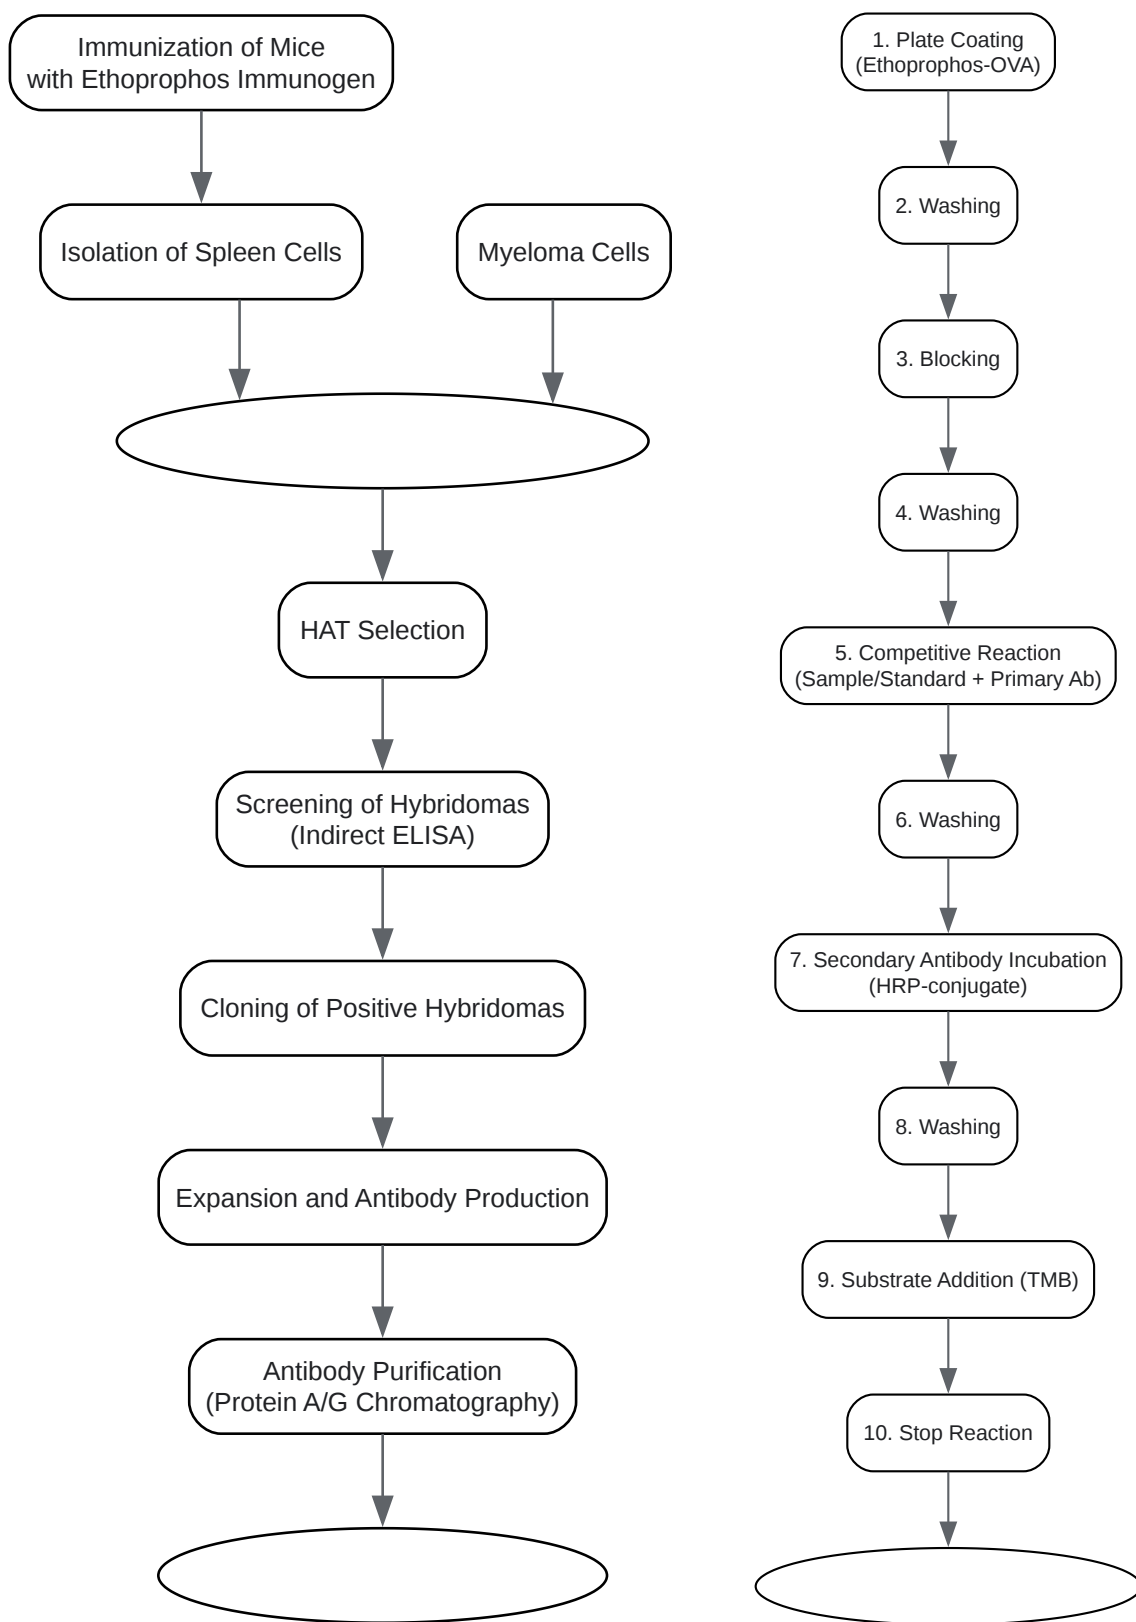 Immunization of Mice
with Ethoprophos Immunogen
Isolation of Spleen Cells
Myeloma Cells
HAT Selection
Screening of Hybridomas
(Indirect ELISA)
Cloning of Positive Hybridomas
Expansion and Antibody Production
Antibody Purification
(Protein A/G Chromatography)
1. Plate Coating
(Ethoprophos-OVA)
2. Washing
3. Blocking
4. Washing
5. Competitive Reaction
(Sample/Standard + Primary Ab)
6. Washing
7. Secondary Antibody Incubation
(HRP-conjugate)
8. Washing
9. Substrate Addition (TMB)
10. Stop Reaction